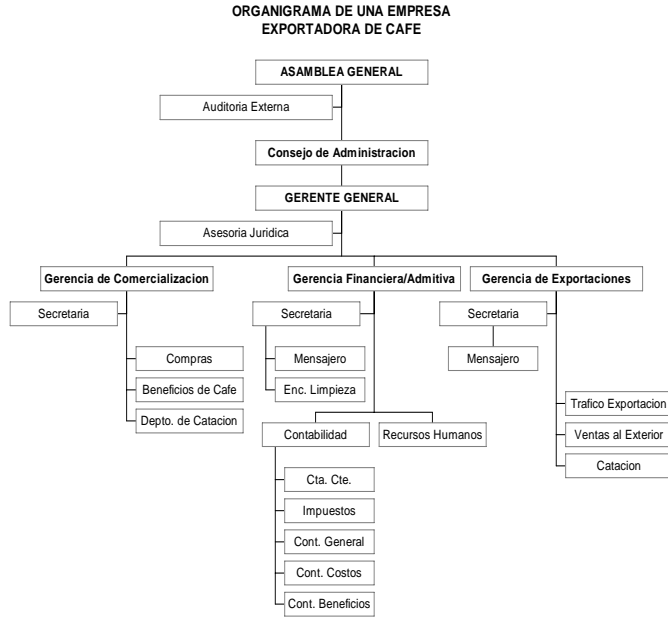 ORGANIGRAMA DE UNA EMPRESA
EXPORTADORA DE CAFE
ASAMBLEA GENERAL
Auditoria Externa
Consejo de Administracion
GERENTE GENERAL
Asesoria Juridica
Gerencia de Comercializacion
Secretaria
Compras
Beneficios de Cafe
Depto. de Catacion
Gerencia Financiera/Admitiva
Secretaria
Mensajero
Enc. Limpieza
Contabilidad
Cta. Cte.
Impuestos
Cont. General
Cont. Costos
Cont. Beneficios
Recursos Humanos
Gerencia de Exportaciones
Secretaria
Mensajero
Trafico Exportacion
Ventas al Exterior
Catacion